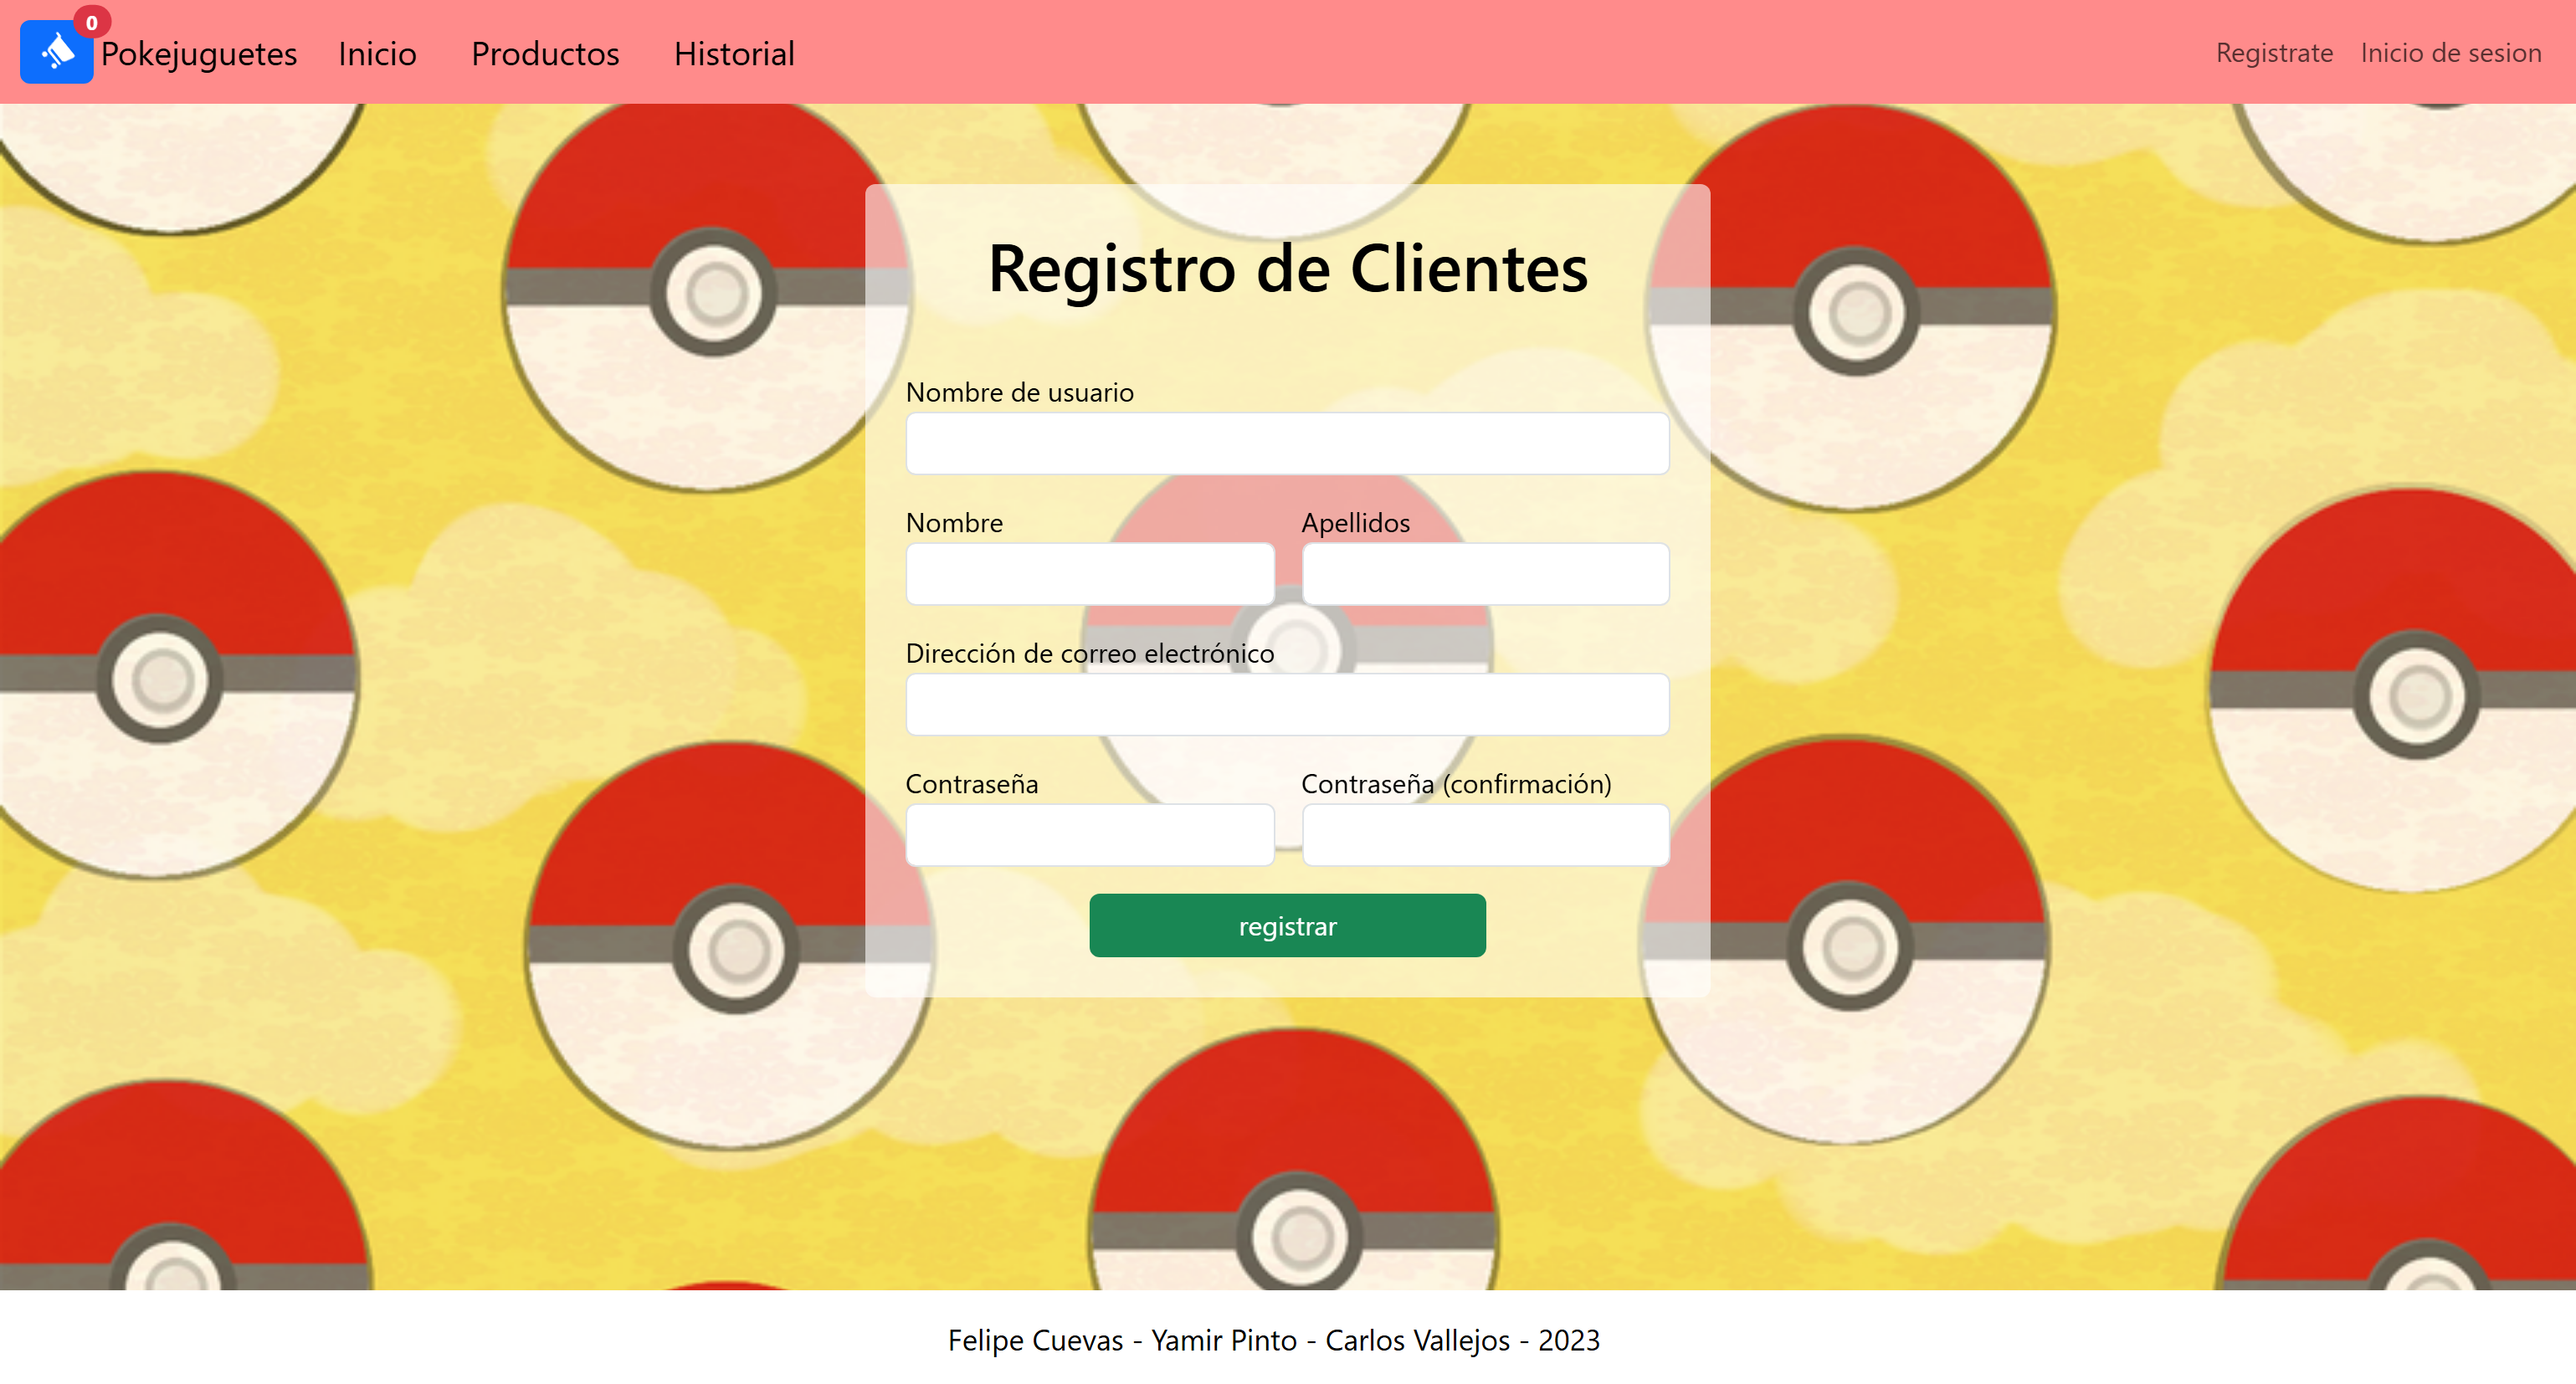 0
Pokejuguetes Inicio Productos Historial Registrate Inicio de sesion
Registro de Clientes
Nombre de usuario
Nombre Apellidos
Dirección de correo electrónico
Contraseña Contraseña (confirmación)
registrar
Felipe Cuevas - Yamir Pinto - Carlos Vallejos - 2023